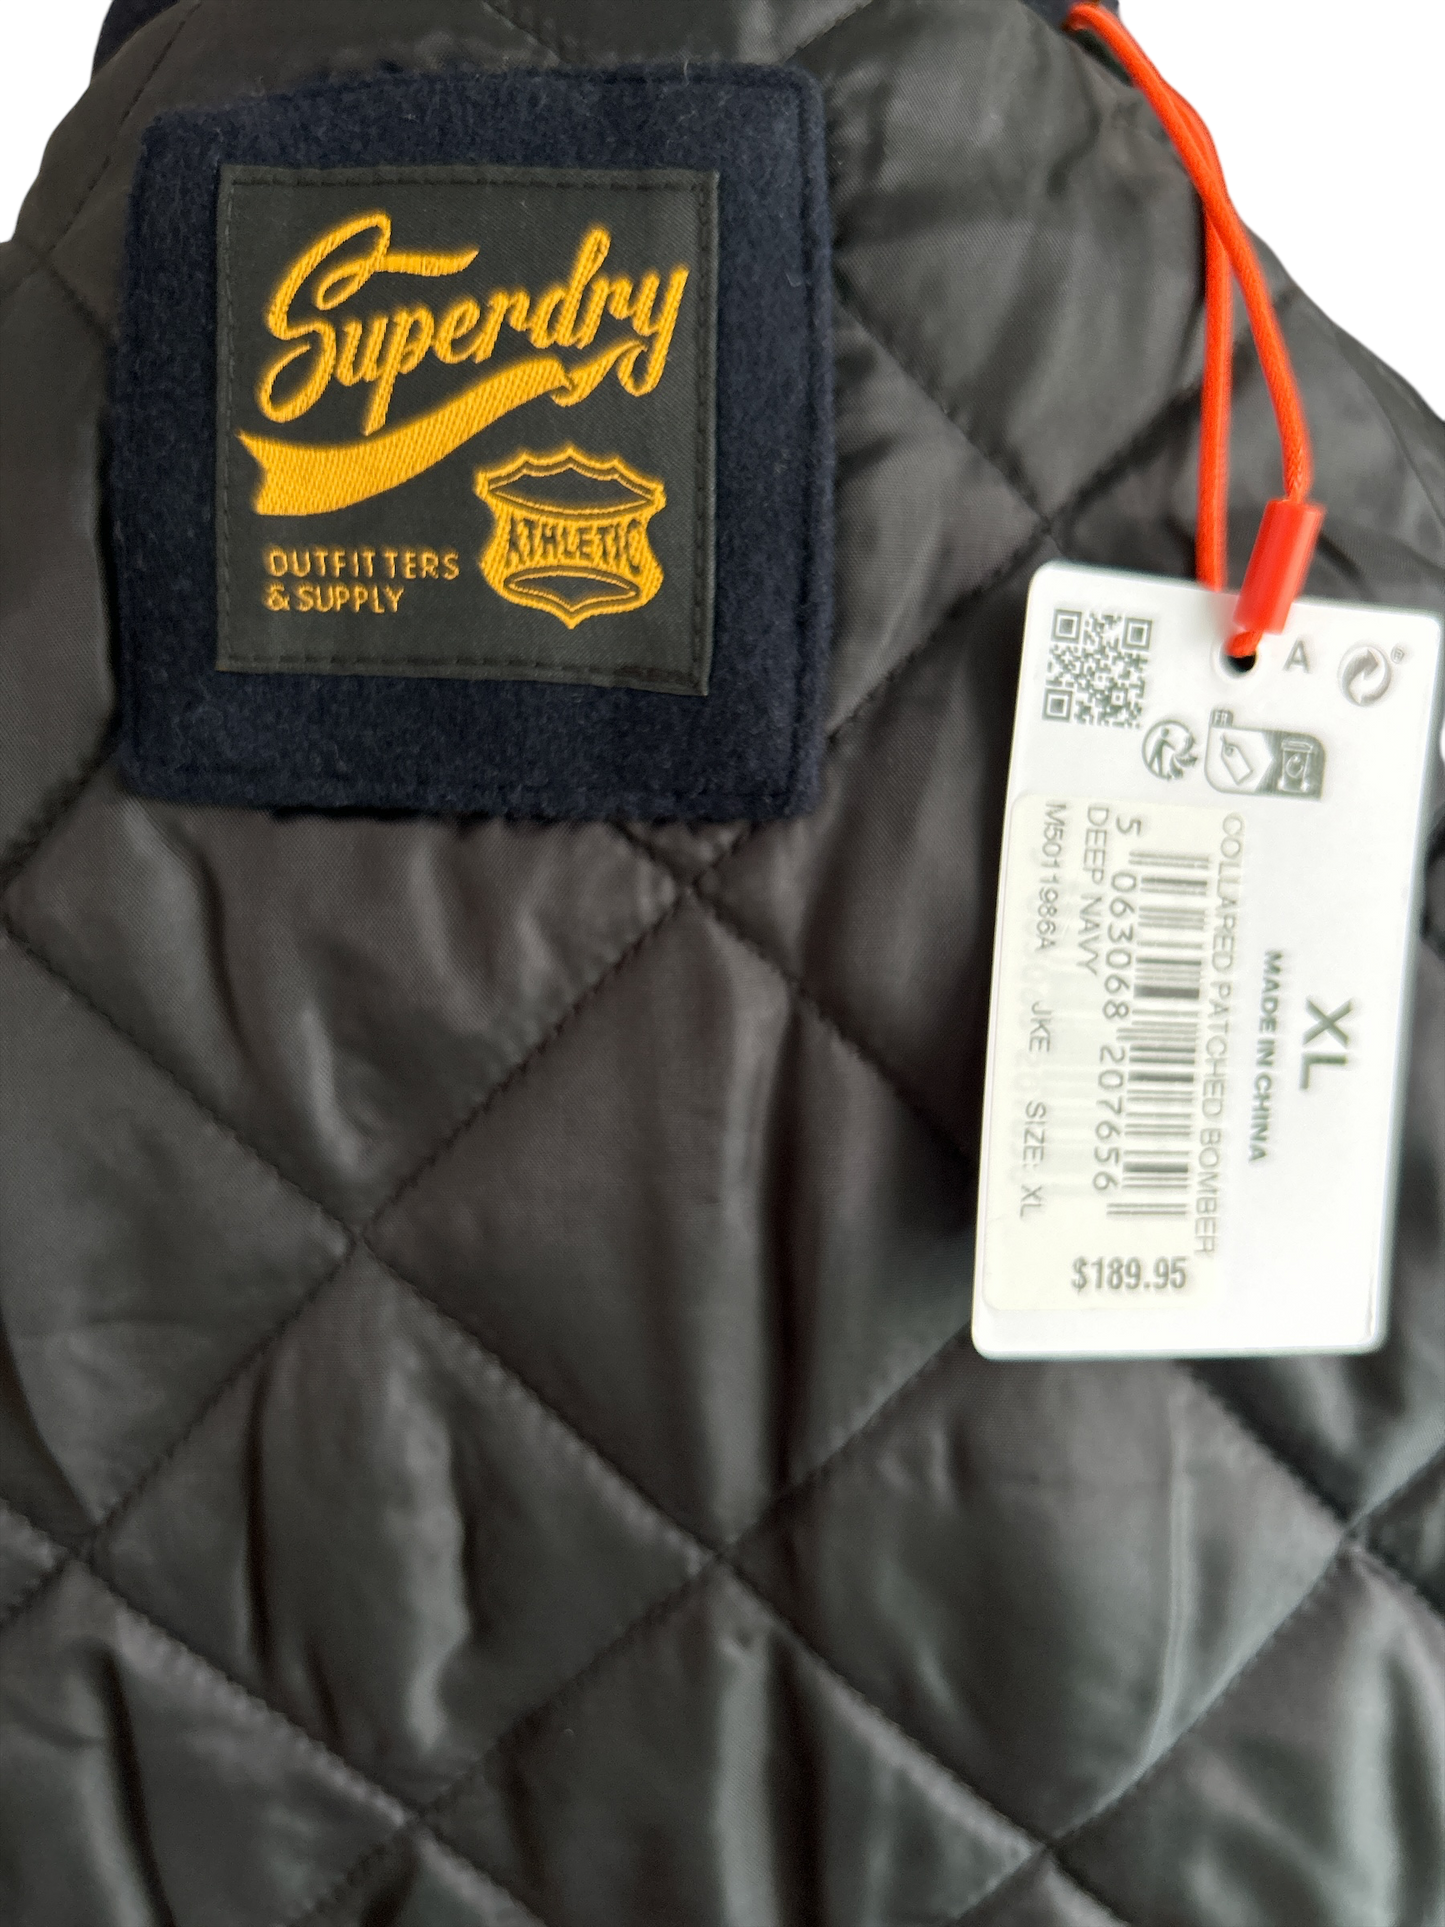 Superdry
ATHLETIC
OUTFITTERS
& SUPPLY
A
XL
MADE IN CHINA
COLLARED PATCHED BOMBER
5 063068 207656
DEEP NAVY
M5011986A JKE SIZE: XL
$189.95